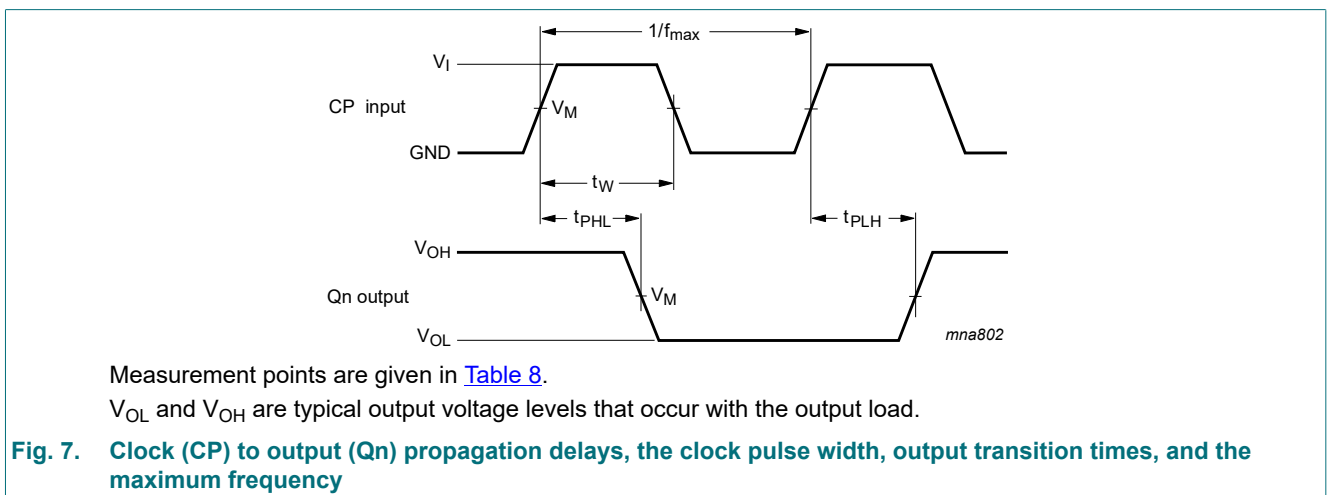 1/fmax
VI
CP input
VM
GND
tW
tPHL
tPLH
VOH
Qn output
VM
VOL
mna802
Measurement points are given in Table 8.
VOL and VOH are typical output voltage levels that occur with the output load.
Fig. 7. Clock (CP) to output (Qn) propagation delays, the clock pulse width, output transition times, and the
maximum frequency